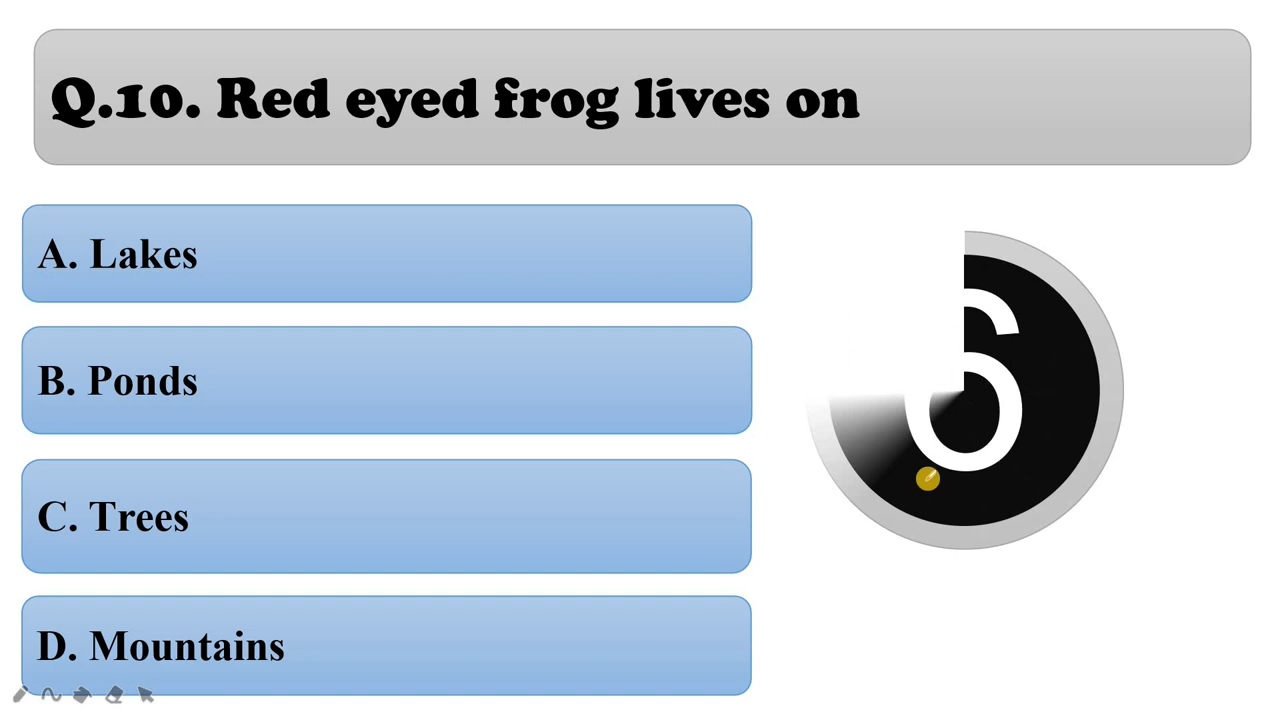 Q.10. Red eyed frog lives on
A. Lakes
B. Ponds
C. Trees
D. Mountains
6